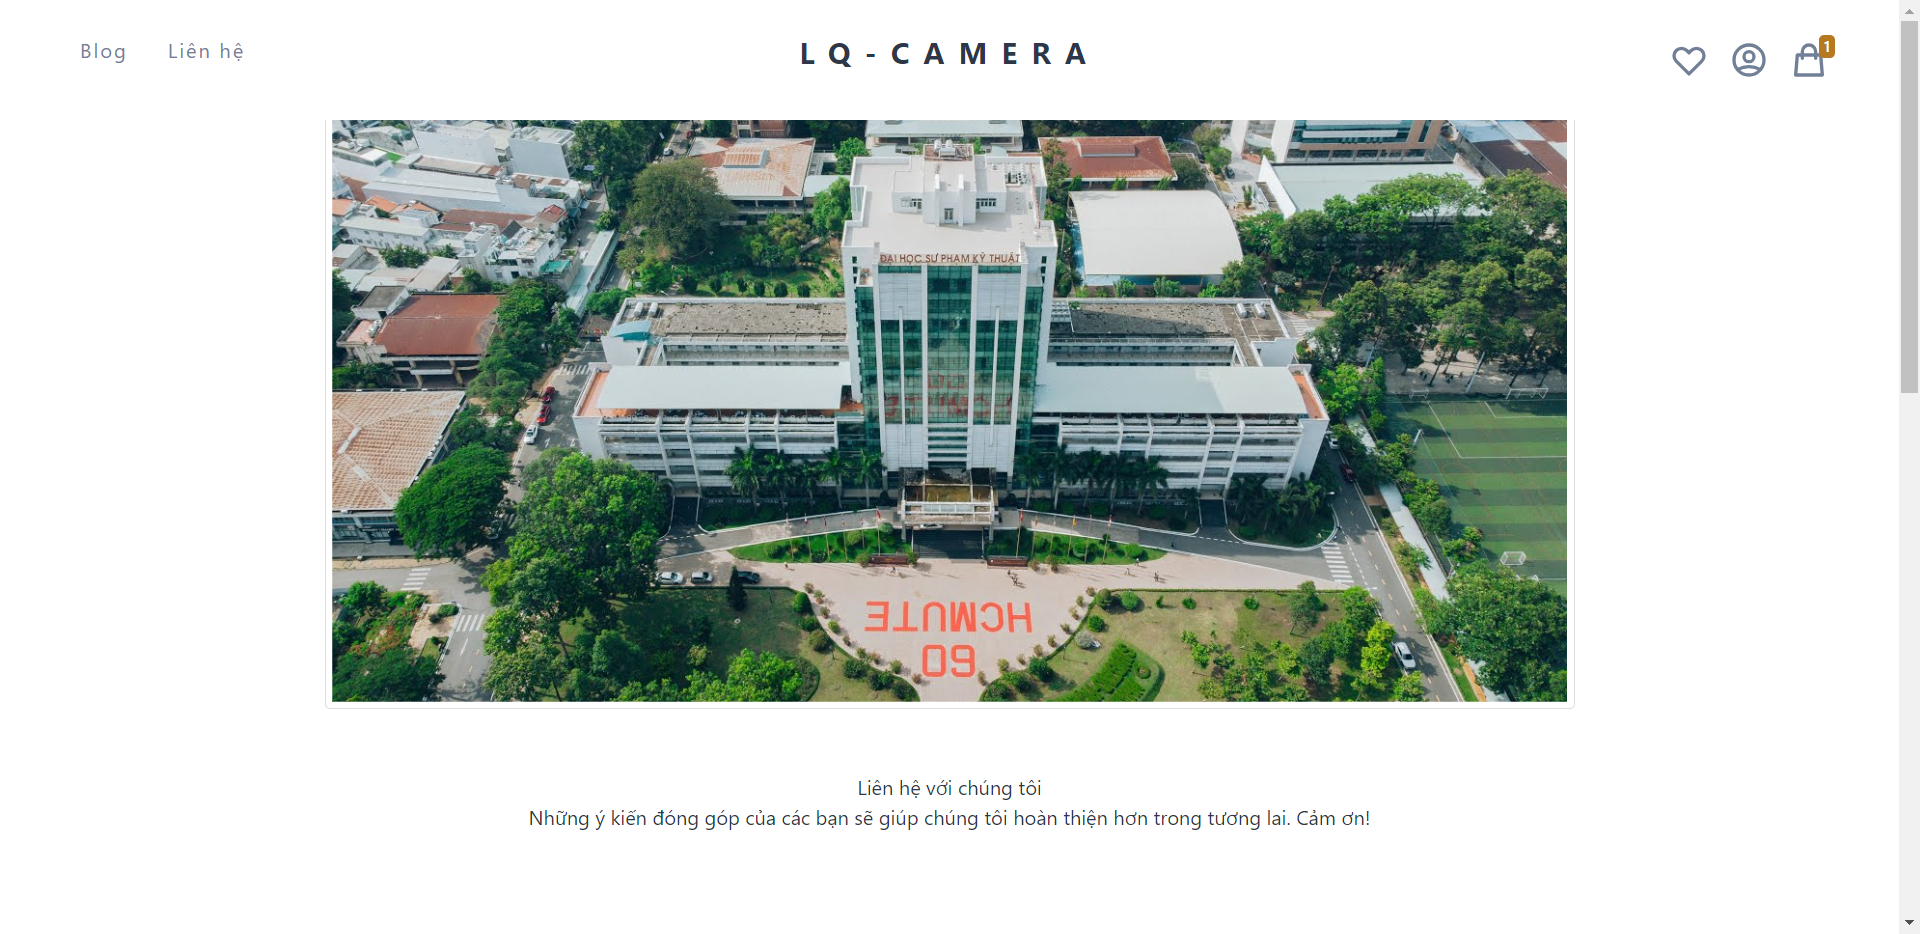 Blog
Liên hệ
LQ-CAMERA
1
ĐẠI HỌC SƯ PHẠM KỸ THUẬT
HCMUTE
60
Liên hệ với chúng tôi
Những ý kiến đóng góp của các bạn sẽ giúp chúng tôi hoàn thiện hơn trong tương lai. Cảm ơn!